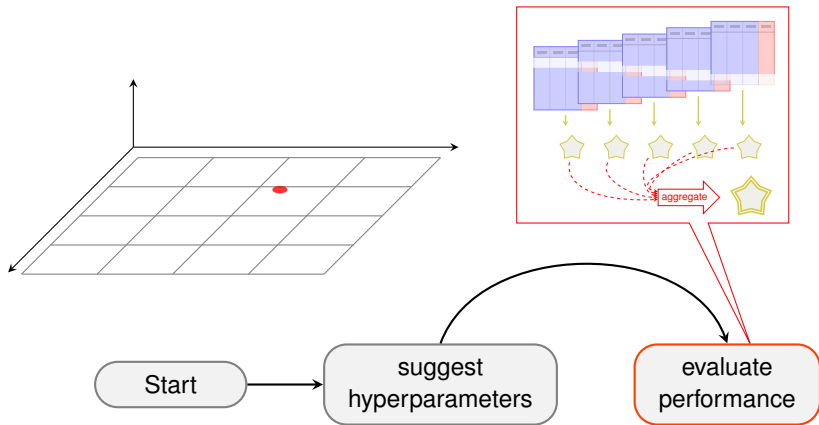 aggregate
Start
suggest
hyperparameters
evaluate
performance